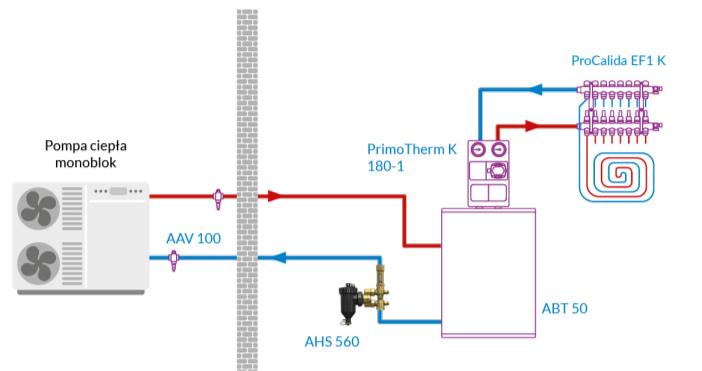 ProCalida EF1 K
Pompa ciepła
monoblok
PrimoTherm K
180-1
AAV 100
ABT 50
AHS 560